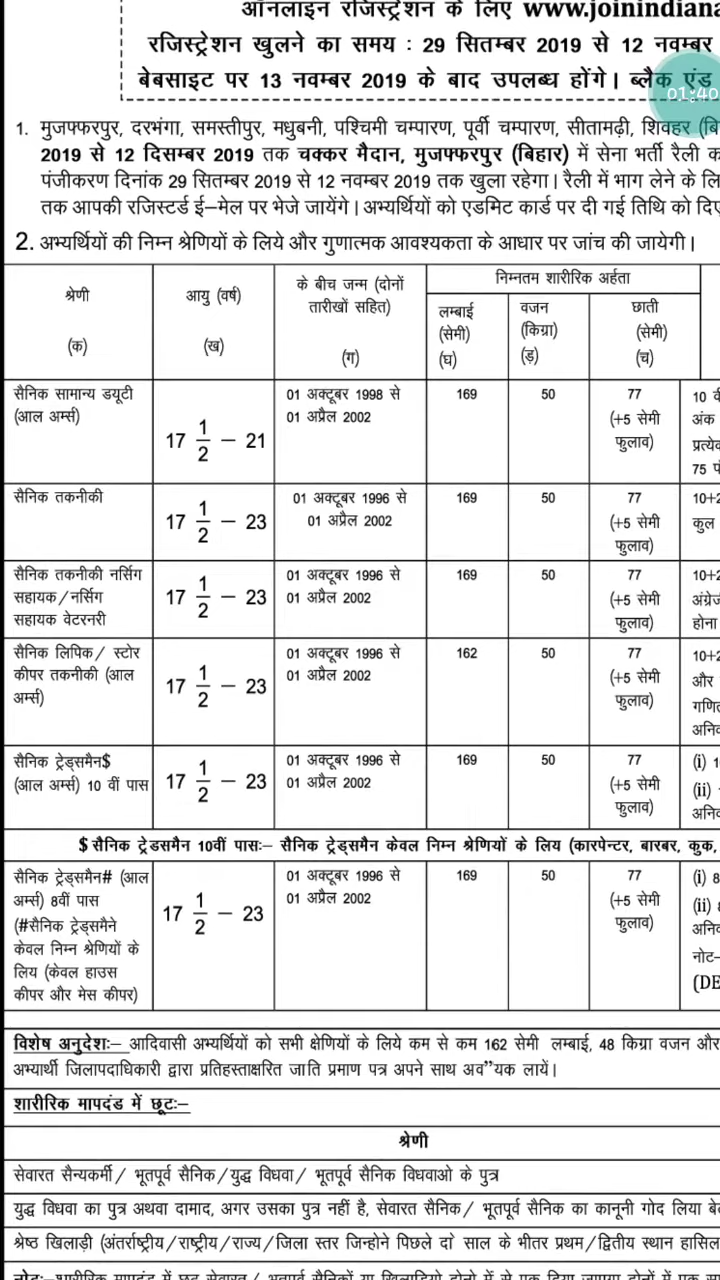 ऑनलाइन रजिस्ट्रेशन के लिए www.joinindiana
रजिस्ट्रेशन खुलने का समय : 29 सितम्बर 2019 से 12 नवम्बर
बेबसाइट पर 13 नवम्बर 2019 के बाद उपलब्ध होंगे। ब्लैक एंड
01:40
1. मुजफ्फरपुर, दरभंगा, समस्तीपुर, मधुबनी, पश्चिमी चम्पारण, पूर्वी चम्पारण, सीतामढ़ी, शिवहर (बि
2019 से 12 दिसम्बर 2019 तक चक्कर मैदान, मुजफ्फरपुर (बिहार) में सेना भर्ती रैली क
पंजीकरण दिनांक 29 सितम्बर 2019 से 12 नवम्बर 2019 तक खुला रहेगा। रैली में भाग लेने के लि
तक आपकी रजिस्टर्ड ई–मेल पर भेजे जायेंगे। अभ्यर्थियों को एडमिट कार्ड पर दी गई तिथि को दिए
2. अभ्यर्थियों की निम्न श्रेणियों के लिये और गुणात्मक आवश्यकता के आधार पर जांच की जायेगी।
श्रेणी
(क)
आयु (वर्ष)
(ख)
के बीच जन्म (दोनों
तारीखों सहित)
(ग)
निम्नतम शारीरिक अर्हता
लम्बाई
(सेमी)
(घ)
वजन
(किग्रा)
(ड़)
छाती
(सेमी)
(च)
सैनिक सामान्य डयूटी
(आल अर्म्स)
17 1/2 – 21
01 अक्टूबर 1998 से
01 अप्रैल 2002
169
50
77
(+5 सेमी
फुलाव)
10 व
अंक
प्रत्येव
75 प
सैनिक तकनीकी
17 1/2 – 23
01 अक्टूबर 1996 से
01 अप्रैल 2002
169
50
77
(+5 सेमी
फुलाव)
10+2
कुल
सैनिक तकनीकी नर्सिग
सहायक/नर्सिग
सहायक वेटरनरी
17 1/2 – 23
01 अक्टूबर 1996 से
01 अप्रैल 2002
169
50
77
(+5 सेमी
फुलाव)
10+2
अंग्रेज
होना
सैनिक लिपिक/ स्टोर
कीपर तकनीकी (आल
अर्म्स)
17 1/2 – 23
01 अक्टूबर 1996 से
01 अप्रैल 2002
162
50
77
(+5 सेमी
फुलाव)
10+2
और
गणित
अनिव
सैनिक ट्रेड्समैन$
(आल अर्म्स) 10 वीं पास
17 1/2 – 23
01 अक्टूबर 1996 से
01 अप्रैल 2002
169
50
77
(+5 सेमी
फुलाव)
(i) 1
(ii)
अनिव
$ सैनिक ट्रेडसमैन 10वीं पासः– सैनिक ट्रेड्समैन केवल निम्न श्रेणियों के लिय (कारपेन्टर, बारबर, कुक,
सैनिक ट्रेड्समैन# (आल
अर्म्स) 8वीं पास
(#सैनिक ट्रेड्समैने
केवल निम्न श्रेणियों के
लिय (केवल हाउस
कीपर और मेस कीपर)
17 1/2 – 23
01 अक्टूबर 1996 से
01 अप्रैल 2002
169
50
77
(+5 सेमी
फुलाव)
(i) 8
(ii)
अनिव
नोट–
(DE
विशेष अनुदेशः– आदिवासी अभ्यर्थियों को सभी क्षेणियों के लिये कम से कम 162 सेमी लम्बाई, 48 किग्रा वजन और
अभ्यार्थी जिलापदाधिकारी द्वारा प्रतिहस्ताक्षरित जाति प्रमाण पत्र अपने साथ अव”यक लायें।
शारीरिक मापदंड में छूटः–
श्रेणी
सेवारत सैन्यकर्मी/ भूतपूर्व सैनिक/युद्ध विधवा/ भूतपूर्व सैनिक विधवाओ के पुत्र
युद्ध विधवा का पुत्र अथवा दामाद, अगर उसका पुत्र नहीं है, सेवारत सैनिक/ भूतपूर्व सैनिक का कानूनी गोद लिया बे
श्रेष्ठ खिलाड़ी (अंतर्राष्ट्रीय/राष्ट्रीय/राज्य/जिला स्तर जिन्होने पिछले दो साल के भीतर प्रथम/द्वितीय स्थान हासिल